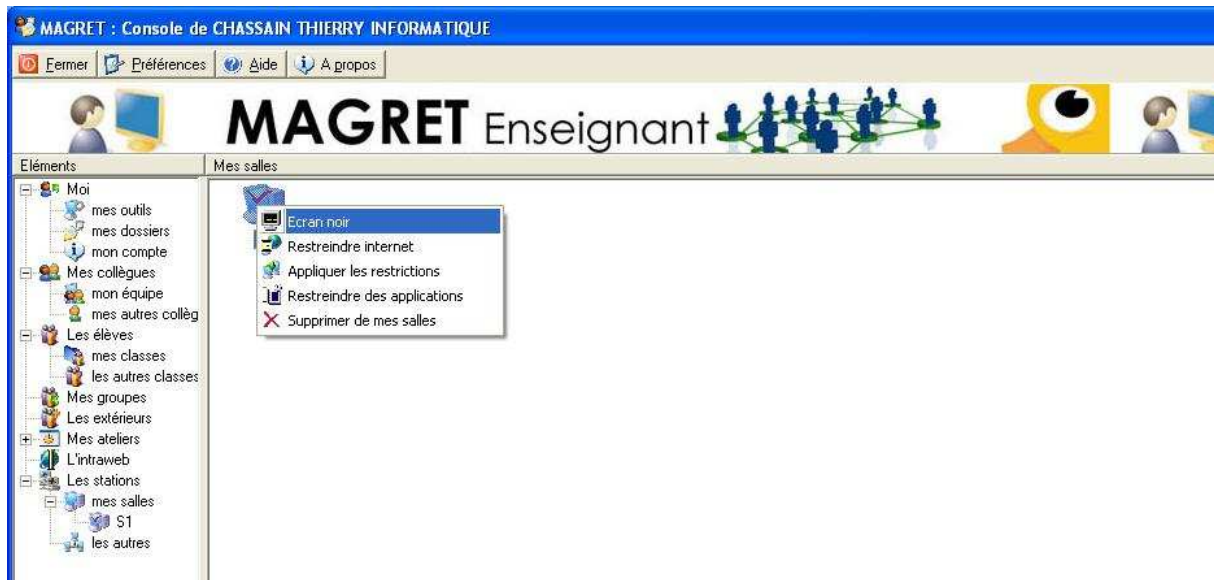 MAGRET : Console de CHASSAIN THIERRY INFORMATIQUE
Fermer Préférences Aide A propos
MAGRET Enseignant
Eléments Mes salles
Moi
mes outils
mes dossiers
mon compte
Mes collègues
mon équipe
mes autres collèg
Les élèves
mes classes
les autres classes
Mes groupes
Les extérieurs
Mes ateliers
L'intraweb
Les stations
mes salles
S1
les autres
Ecran noir
Restreindre internet
Appliquer les restrictions
Restreindre des applications
Supprimer de mes salles